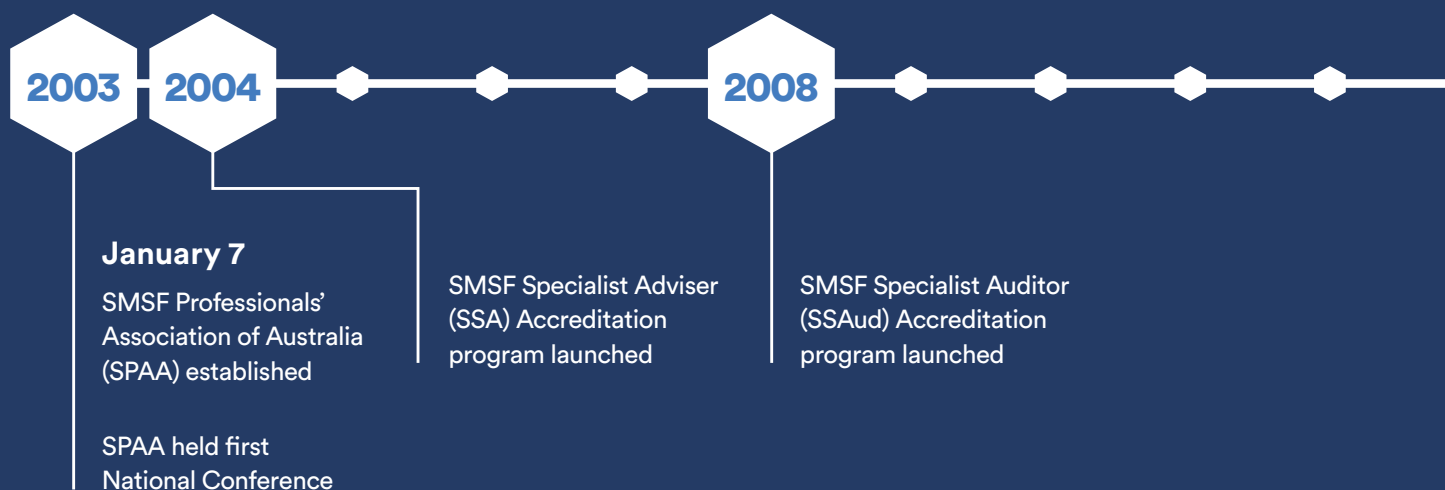 2003
2004
2008
January 7
SMSF Professionals’
Association of Australia
(SPAA) established
SPAA held first
National Conference
SMSF Specialist Adviser
(SSA) Accreditation
program launched
SMSF Specialist Auditor
(SSAud) Accreditation
program launched